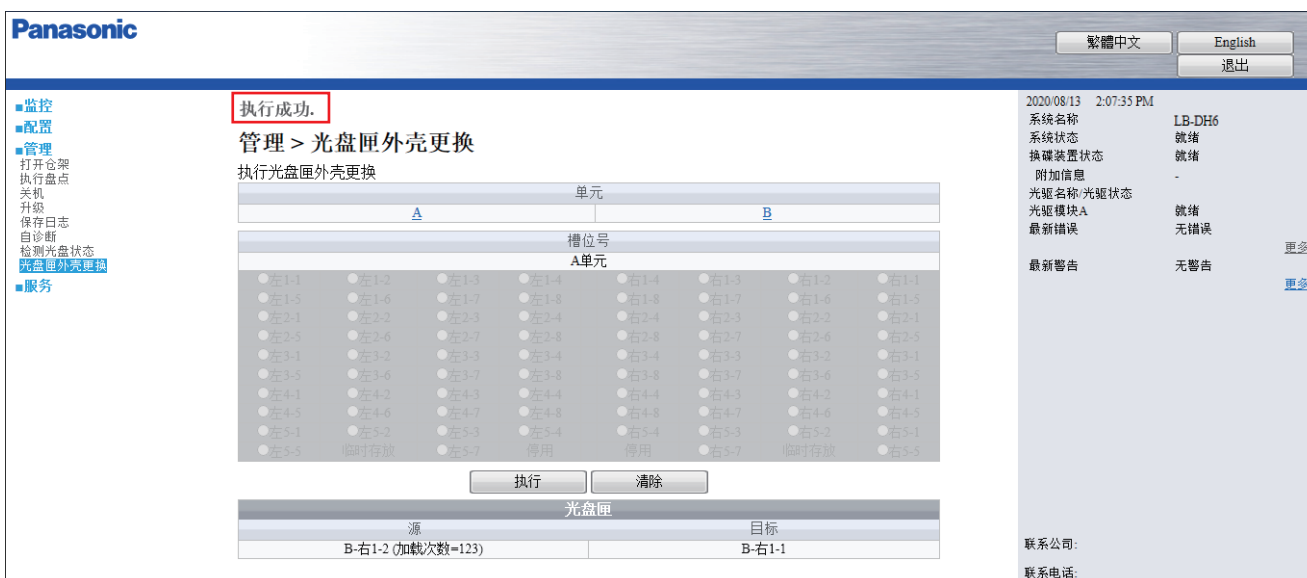 Panasonic
繁體中文 English
退出
■监控
■配置
■管理
打开仓架
执行盘点
关机
升级
保存日志
自诊断
检测光盘状态
光盘匣外壳更换
■服务
执行成功.
管理 > 光盘匣外壳更换
执行光盘匣外壳更换
单元
A B
槽位号
A单元
左1-1 左1-2 左1-3 左1-4 右1-4 右1-3 右1-2 右1-1
左1-5 左1-6 左1-7 左1-8 右1-8 右1-7 右1-6 右1-5
左2-1 左2-2 左2-3 左2-4 右2-4 右2-3 右2-2 右2-1
左2-5 左2-6 左2-7 左2-8 右2-8 右2-7 右2-6 右2-5
左3-1 左3-2 左3-3 左3-4 右3-4 右3-3 右3-2 右3-1
左3-5 左3-6 左3-7 左3-8 右3-8 右3-7 右3-6 右3-5
左4-1 左4-2 左4-3 左4-4 右4-4 右4-3 右4-2 右4-1
左4-5 左4-6 左4-7 左4-8 右4-8 右4-7 右4-6 右4-5
左5-1 左5-2 左5-3 左5-4 右5-4 右5-3 右5-2 右5-1
左5-5 临时存放 左5-7 停用 停用 右5-7 临时存放 右5-5
执行 清除
光盘匣
源 目标
B-右1-2 (加载次数=123) B-右1-1
2020/08/13 2:07:35 PM
系统名称 LB-DH6
系统状态 就绪
换碟装置状态 就绪
附加信息 -
光驱名称/光驱状态
光驱模块A 就绪
最新错误 无错误
更多
最新警告 无警告
更多
联系公司:
联系电话: